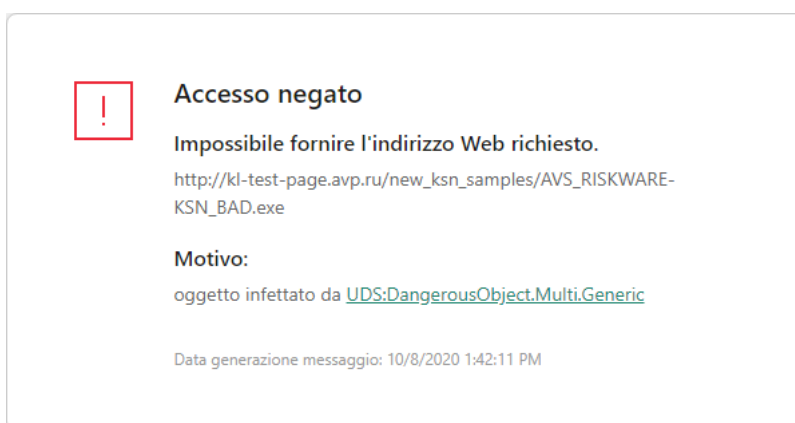 !
Accesso negato
Impossibile fornire l'indirizzo Web richiesto.
http://kl-test-page.avp.ru/new_ksn_samples/AVS_RISKWARE-
KSN_BAD.exe
Motivo:
oggetto infettato da UDS:DangerousObject.Multi.Generic
Data generazione messaggio: 10/8/2020 1:42:11 PM